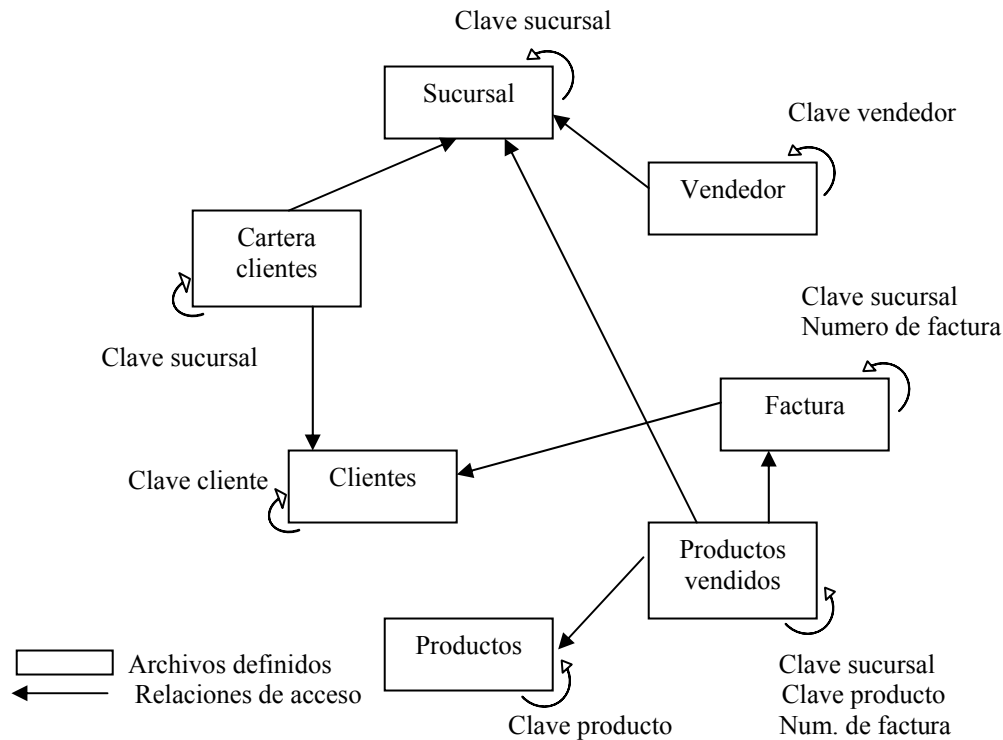 Clave sucursal
Sucursal
Clave vendedor
Vendedor
Cartera
clientes
Clave sucursal
Clave sucursal
Numero de factura
Factura
Clave cliente
Clientes
Productos
vendidos
Productos
Archivos definidos
Relaciones de acceso
Clave producto
Clave sucursal
Clave producto
Num. de factura